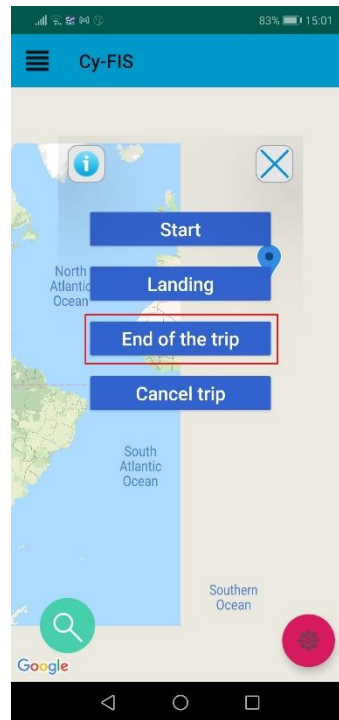 83% 15:01
Cy-FIS
Start
North
Atlantic
Ocean
Landing
End of the trip
Cancel trip
South
Atlantic
Ocean
Southern
Ocean
Google